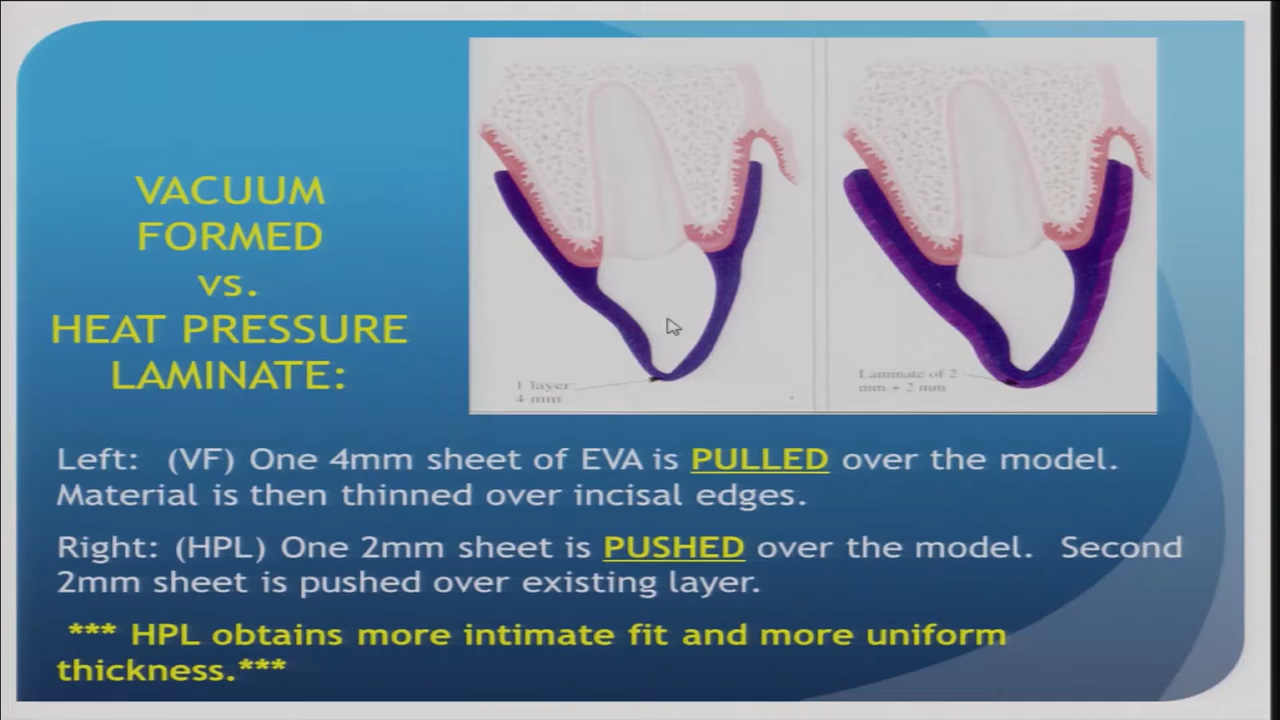 VACUUM
FORMED
vs.
HEAT PRESSURE
LAMINATE:
1 layer
4 mm
Laminate of 2
mm + 2 mm
Left: (VF) One 4mm sheet of EVA is PULLED over the model.
Material is then thinned over incisal edges.
Right: (HPL) One 2mm sheet is PUSHED over the model. Second
2mm sheet is pushed over existing layer.
*** HPL obtains more intimate fit and more uniform
thickness.***